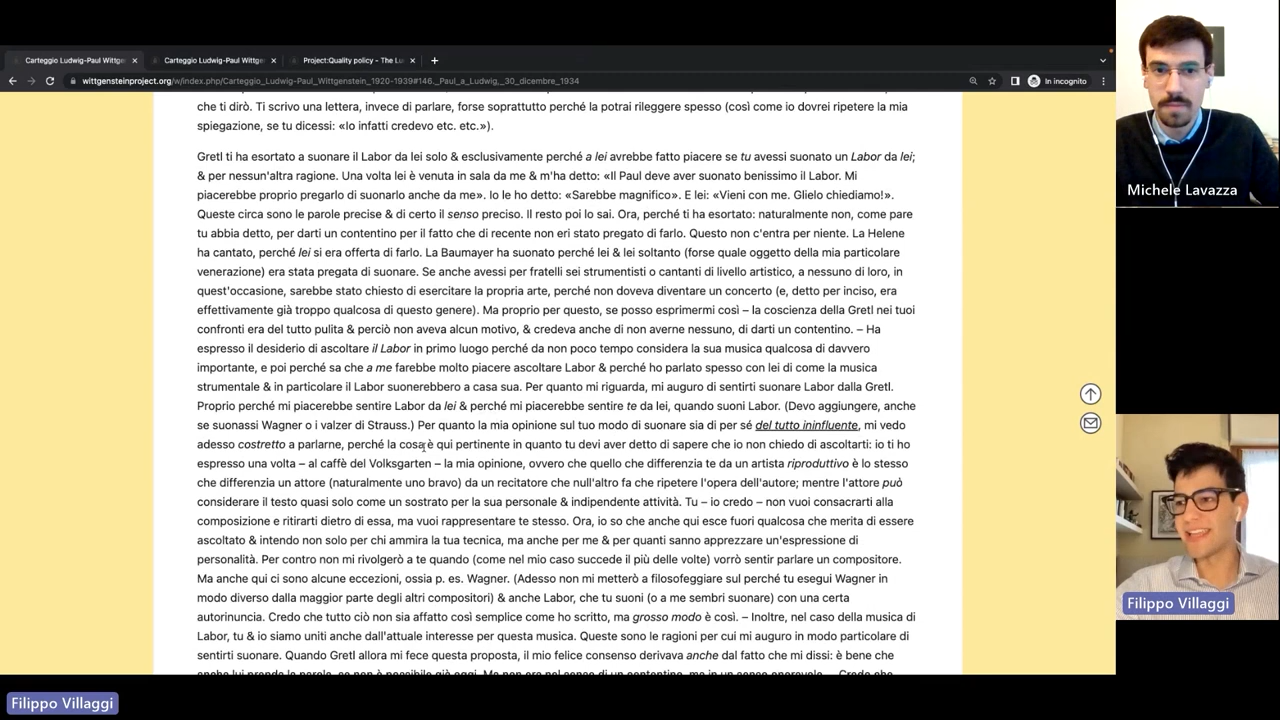 Carteggio Ludwig-Paul Wittgen
Carteggio Ludwig-Paul Wittge
Project:Quality policy - The Lu
wittgensteinproject.org/w/index.php/Carteggio_Ludwig-Paul_Wittgenstein_1920-1939#146._Paul_a_Ludwig,_30_dicembre_1934
In incognito
che ti dirò. Ti scrivo una lettera, invece di parlare, forse soprattutto perché la potrai rileggere spesso (così come io dovrei ripetere la mia
spiegazione, se tu dicessi: «Io infatti credevo etc. etc.»).
Gretl ti ha esortato a suonare il Labor da lei solo & esclusivamente perché a lei avrebbe fatto piacere se tu avessi suonato un Labor da lei;
& per nessun'altra ragione. Una volta lei è venuta in sala da me & m'ha detto: «Il Paul deve aver suonato benissimo il Labor. Mi
piacerebbe proprio pregarlo di suonarlo anche da me». Io le ho detto: «Sarebbe magnifico». E lei: «Vieni con me. Glielo chiediamo!».
Queste circa sono le parole precise & di certo il senso preciso. Il resto poi lo sai. Ora, perché ti ha esortato: naturalmente non, come pare
tu abbia detto, per darti un contentino per il fatto che di recente non eri stato pregato di farlo. Questo non c'entra per niente. La Helene
ha cantato, perché lei si era offerta di farlo. La Baumayer ha suonato perché lei & lei soltanto (forse quale oggetto della mia particolare
venerazione) era stata pregata di suonare. Se anche avessi per fratelli sei strumentisti o cantanti di livello artistico, a nessuno di loro, in
quest'occasione, sarebbe stato chiesto di esercitare la propria arte, perché non doveva diventare un concerto (e, detto per inciso, era
effettivamente già troppo qualcosa di questo genere). Ma proprio per questo, se posso esprimermi così – la coscienza della Gretl nei tuoi
confronti era del tutto pulita & perciò non aveva alcun motivo, & credeva anche di non averne nessuno, di darti un contentino. – Ha
espresso il desiderio di ascoltare il Labor in primo luogo perché da non poco tempo considera la sua musica qualcosa di davvero
importante, e poi perché sa che a me farebbe molto piacere ascoltare Labor & perché ho parlato spesso con lei di come la musica
strumentale & in particolare il Labor suonerebbero a casa sua. Per quanto mi riguarda, mi auguro di sentirti suonare Labor dalla Gretl.
Proprio perché mi piacerebbe sentire Labor da lei & perché mi piacerebbe sentire te da lei, quando suoni Labor. (Devo aggiungere, anche
se suonassi Wagner o i valzer di Strauss.) Per quanto la mia opinione sul tuo modo di suonare sia di per sé del tutto ininfluente, mi vedo
adesso costretto a parlarne, perché la cosa è qui pertinente in quanto tu devi aver detto di sapere che io non chiedo di ascoltarti: io ti ho
espresso una volta – al caffè del Volksgarten – la mia opinione, ovvero che quello che differenzia te da un artista riproduttivo è lo stesso
che differenzia un attore (naturalmente uno bravo) da un recitatore che null'altro fa che ripetere l'opera dell'autore; mentre l'attore può
considerare il testo quasi solo come un sostrato per la sua personale & indipendente attività. Tu – io credo – non vuoi consacrarti alla
composizione e ritirarti dietro di essa, ma vuoi rappresentare te stesso. Ora, io so che anche qui esce fuori qualcosa che merita di essere
ascoltato & intendo non solo per chi ammira la tua tecnica, ma anche per me & per quanti sanno apprezzare un'espressione di
personalità. Per contro non mi rivolgerò a te quando (come nel mio caso succede il più delle volte) vorrò sentir parlare un compositore.
Ma anche qui ci sono alcune eccezioni, ossia p. es. Wagner. (Adesso non mi metterò a filosofeggiare sul perché tu esegui Wagner in
modo diverso dalla maggior parte degli altri compositori) & anche Labor, che tu suoni (o a me sembri suonare) con una certa
autorinuncia. Credo che tutto ciò non sia affatto così semplice come ho scritto, ma grosso modo è così. – Inoltre, nel caso della musica di
Labor, tu & io siamo uniti anche dall'attuale interesse per questa musica. Queste sono le ragioni per cui mi auguro in modo particolare di
sentirti suonare. Quando Gretl allora mi fece questa proposta, il mio felice consenso derivava anche dal fatto che mi dissi: è bene che
Michele Lavazza
Filippo Villaggi
Filippo Villaggi